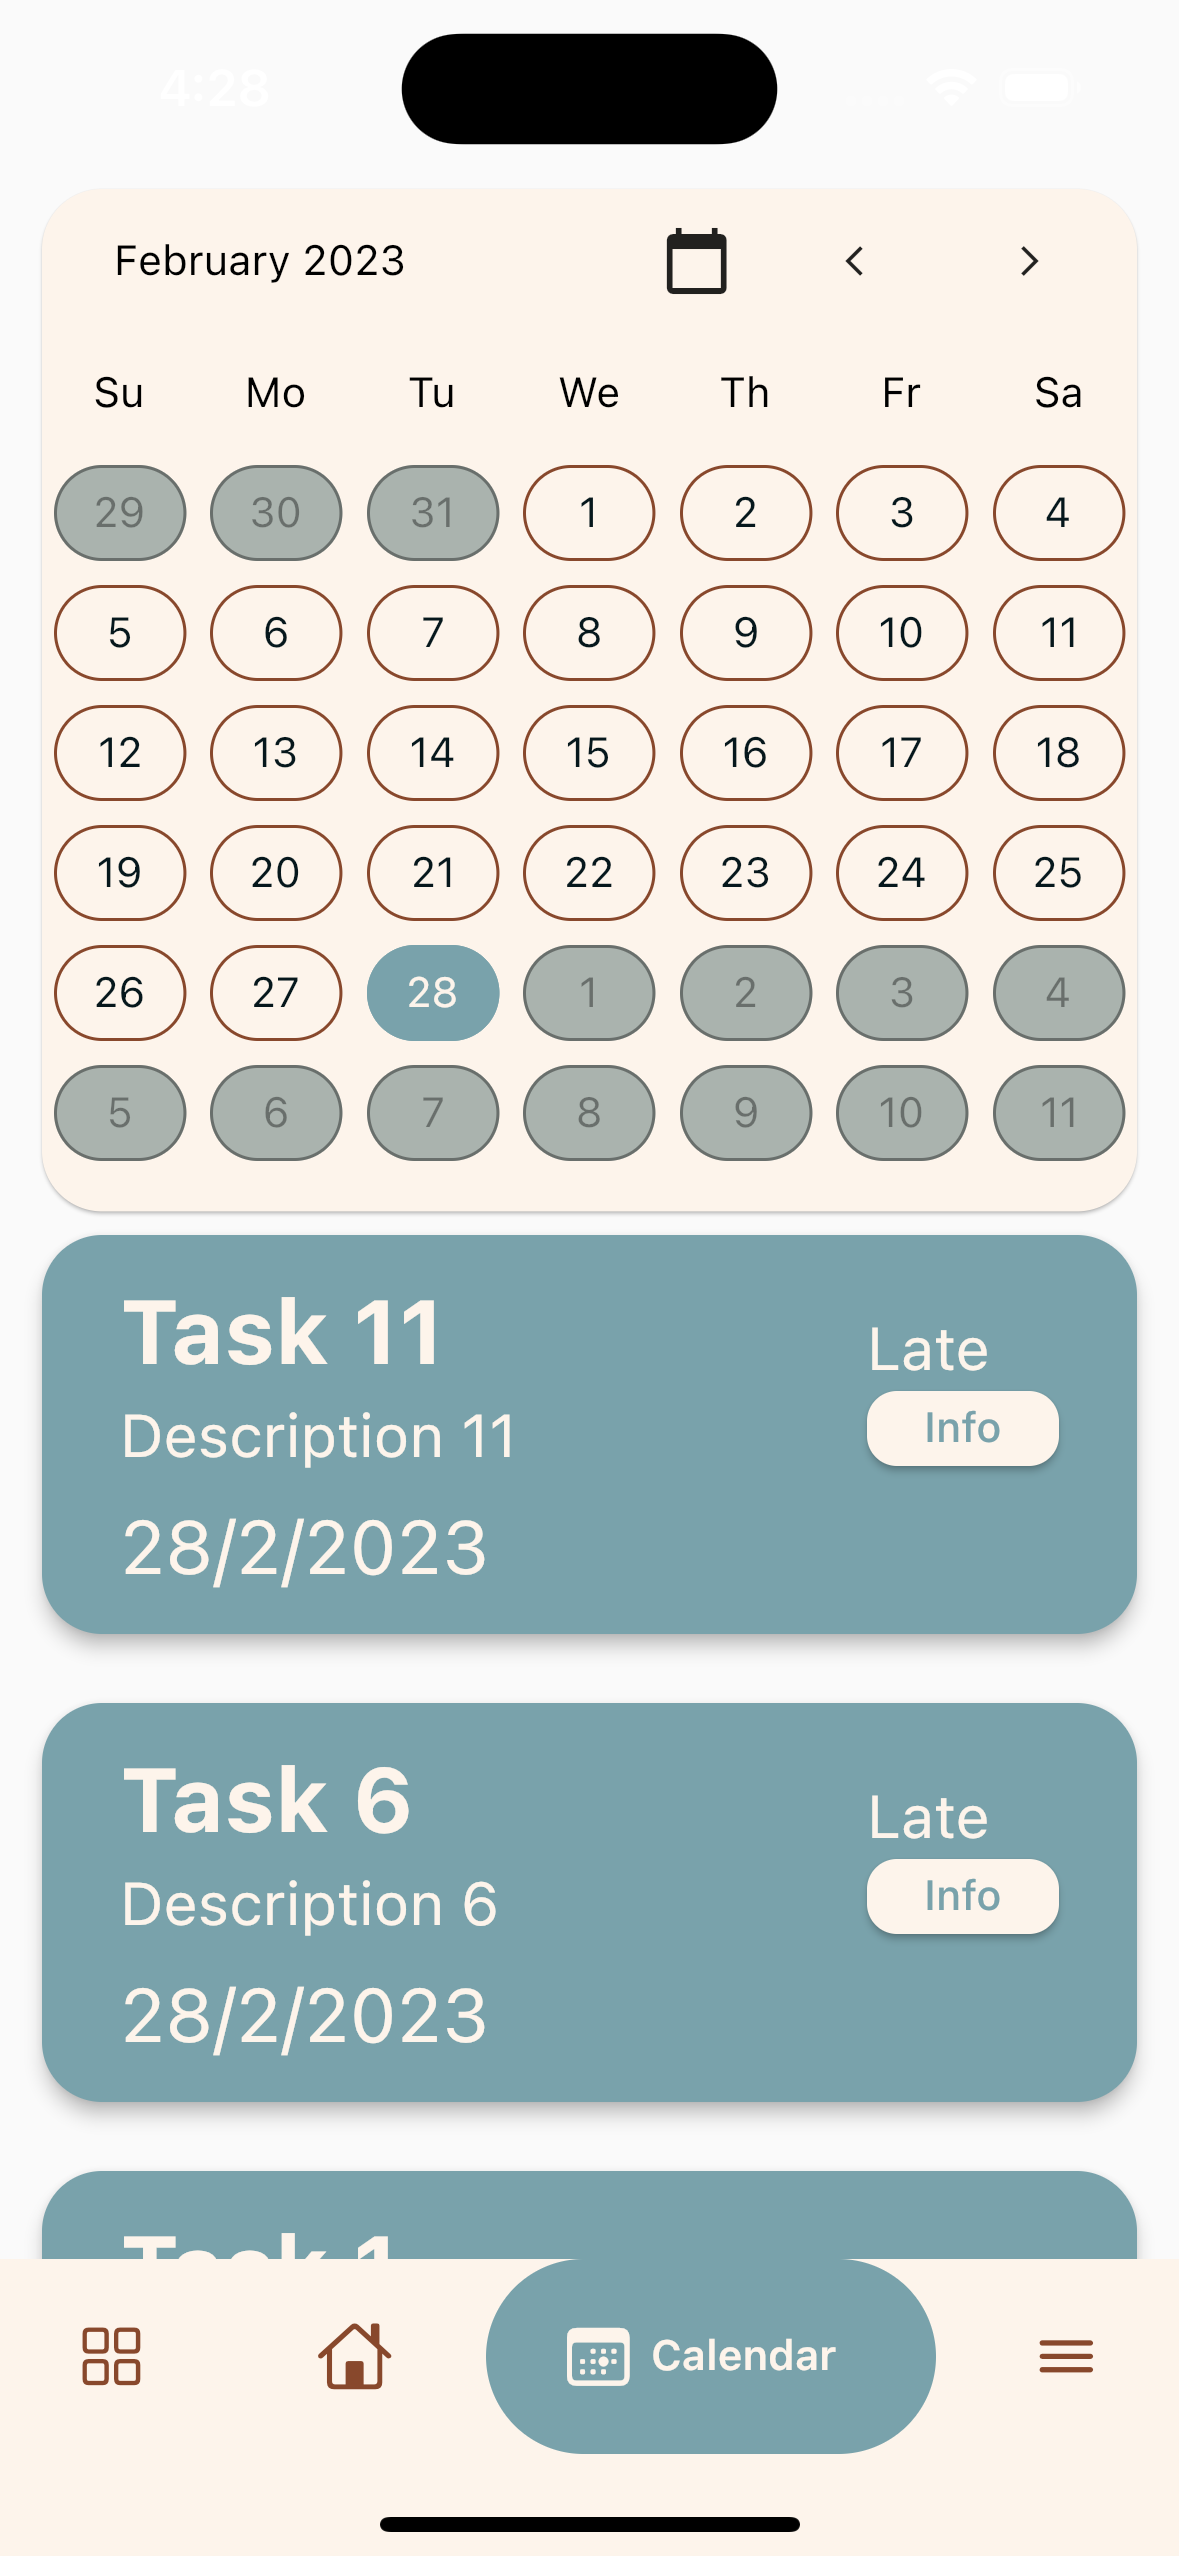 4:28
February 2023
Su Mo Tu We Th Fr Sa
29 30 31 1 2 3 4
5 6 7 8 9 10 11
12 13 14 15 16 17 18
19 20 21 22 23 24 25
26 27 28 1 2 3 4
5 6 7 8 9 10 11
Task 11
Late
Description 11
Info
28/2/2023
Task 6
Late
Description 6
Info
28/2/2023
Calendar